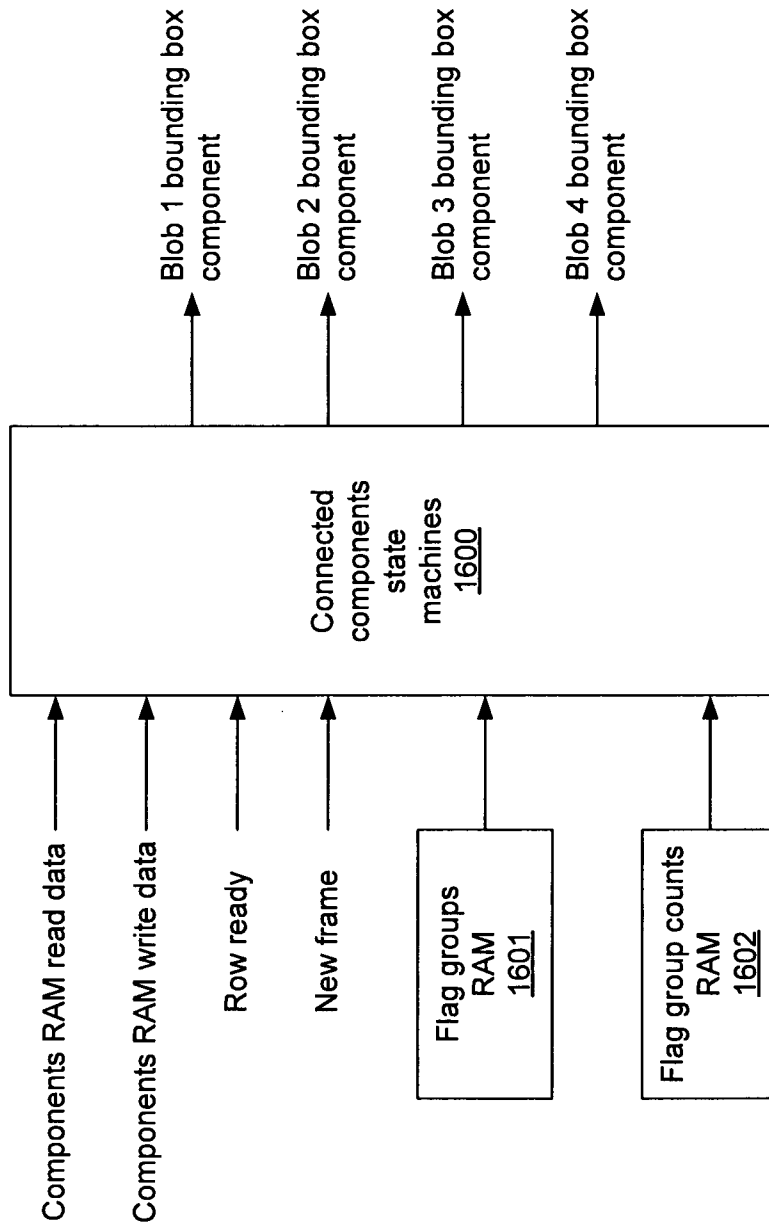 Components RAM read data
Components RAM write data
Row ready
New frame
Flag groups
RAM
1601
Flag group counts
RAM
1602
Connected
components
state
machines
1600
Blob 1 bounding box
component
Blob 2 bounding box
component
Blob 3 bounding box
component
Blob 4 bounding box
component